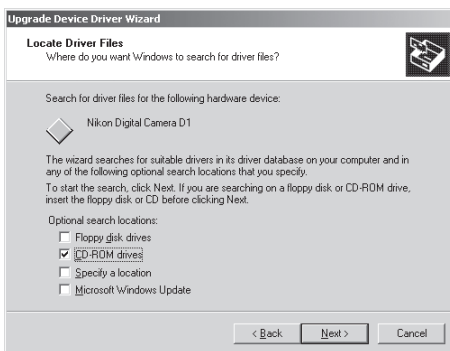 Upgrade Device Driver Wizard
Locate Driver Files
Where do you want Windows to search for driver files?
Search for driver files for the following hardware device:
Nikon Digital Camera D1
The wizard searches for suitable drivers in its driver database on your computer and in
any of the following optional search locations that you specify.
To start the search, click Next. If you are searching on a floppy disk or CD-ROM drive,
insert the floppy disk or CD before clicking Next.
Optional search locations:
Floppy disk drives
CD-ROM drives
Specify a location
Microsoft Windows Update
< Back Next > Cancel